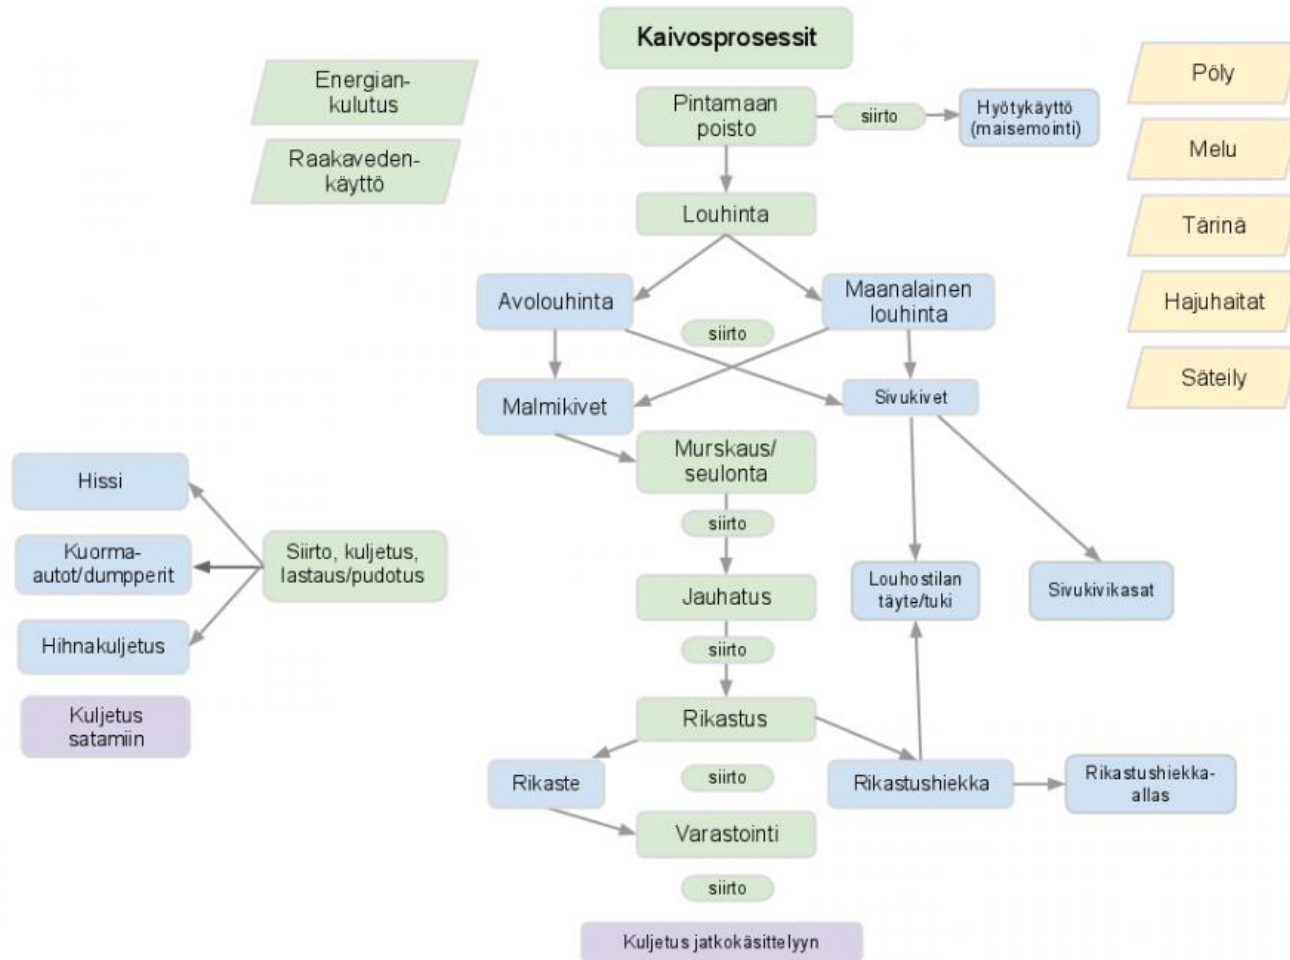 Kaivosprosessit
Energian-
kulutus
Raakaveden-
käyttö
Pintamaan
poisto
siirto
Hyötykäyttö
(maisemointi)
Pöly
Melu
Tärinä
Hajuhaitat
Säteily
Louhinta
Avolouhinta
siirto
Maanalainen
louhinta
Malmikivet
Sivukivet
Murskaus/
seulonta
siirto
Hissi
Kuorma-
autot/dumpperit
Hihnakuljetus
Siirto, kuljetus,
lastaus/pudotus
Kuljetus
satamiin
Jauhatus
Louhostilan
täyte/tuki
Sivukivikasat
siirto
Rikastus
Rikaste
siirto
Rikastushiekka
Rikastushiekka-
allas
Varastointi
siirto
Kuljetus jatkokäsittelyyn